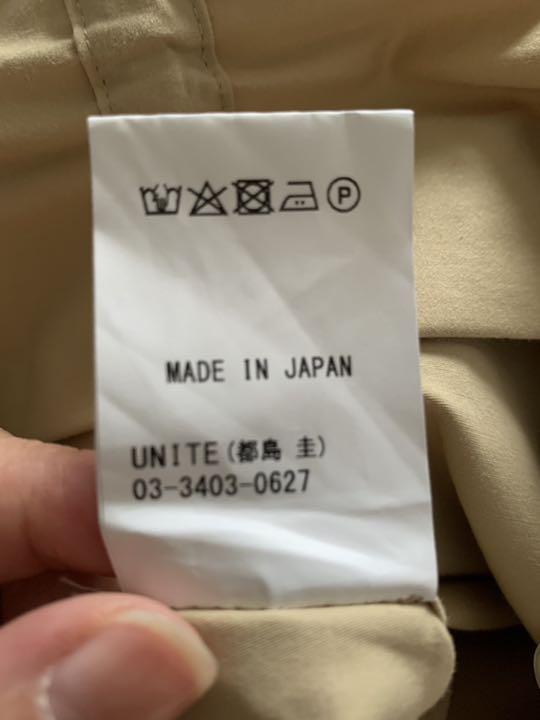 P
MADE IN JAPAN
UNITE(都島 圭)
03-3403-0627